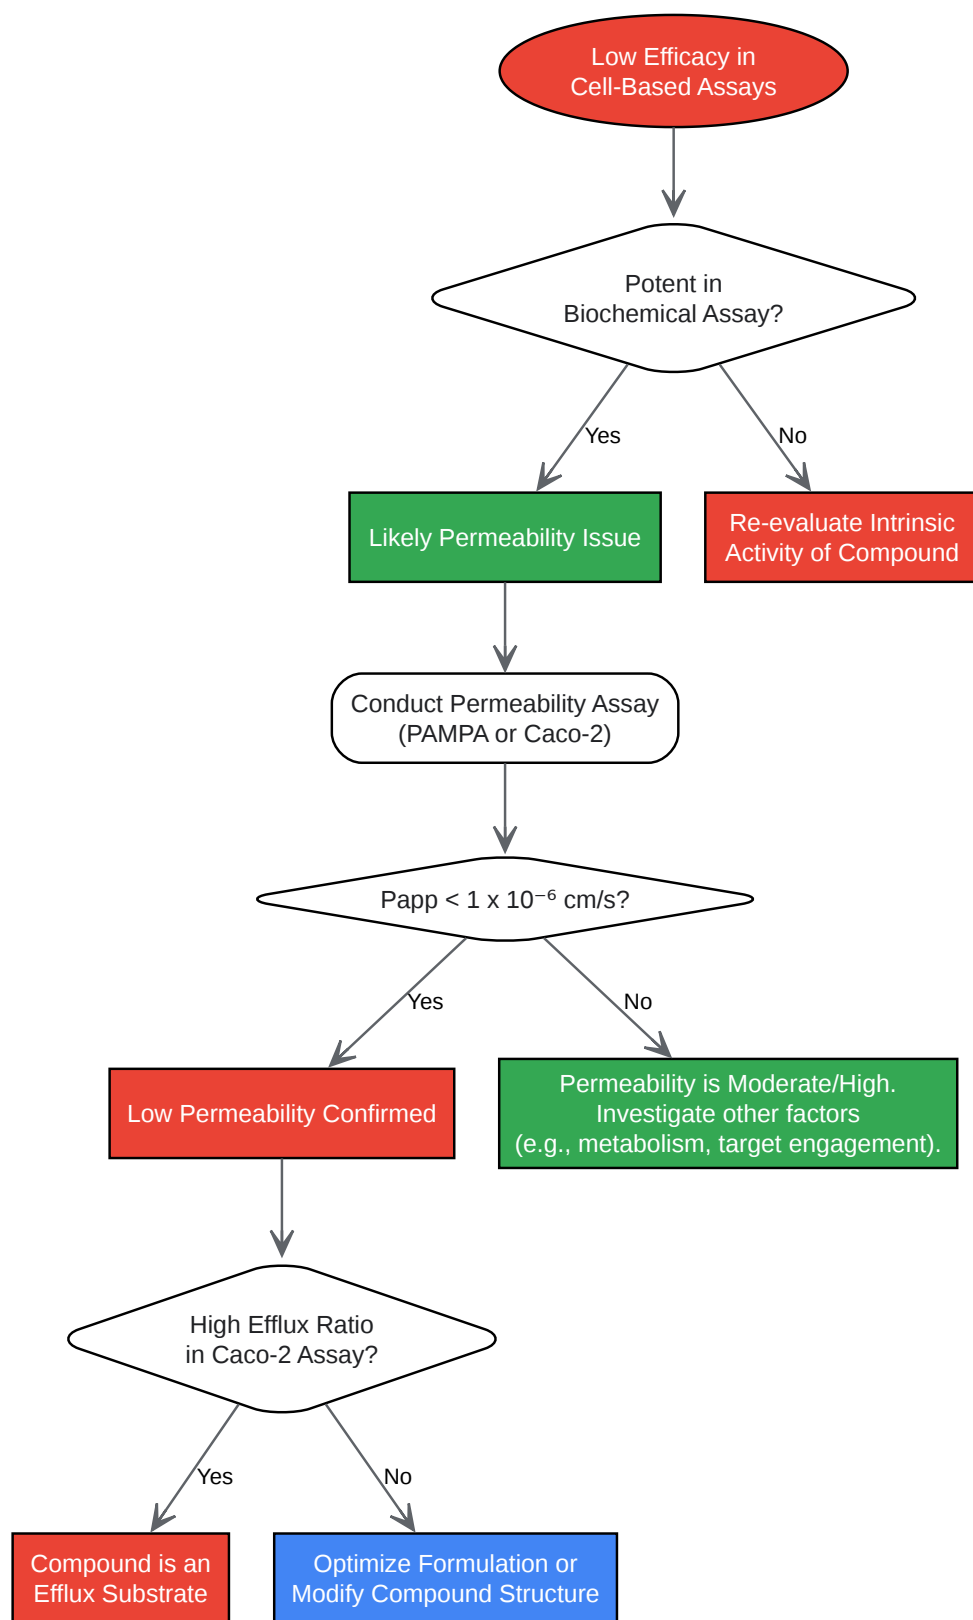 Low Efficacy in
Cell-Based Assays
Potent in
Biochemical Assay?
Yes
No
Likely Permeability Issue
Re-evaluate Intrinsic
Activity of Compound
Conduct Permeability Assay
(PAMPA or Caco-2)
Papp < 1 x 10⁻⁶ cm/s?
Yes
No
Low Permeability Confirmed
Permeability is Moderate/High.
Investigate other factors
(e.g., metabolism, target engagement).
High Efflux Ratio
in Caco-2 Assay?
Yes
No
Compound is an
Efflux Substrate
Optimize Formulation or
Modify Compound Structure